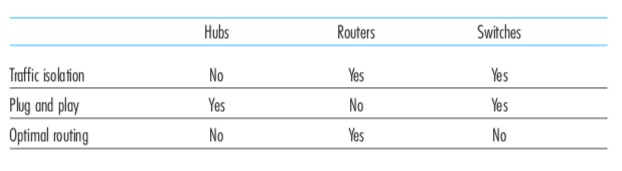 Hubs Routers Switches
Traffic isolation No Yes Yes
Plug and play Yes No Yes
Optimal routing No Yes No